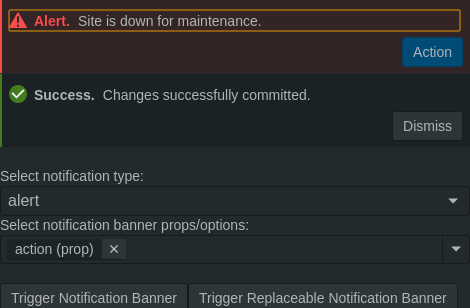 Alert. Site is down for maintenance.
Action
Success. Changes successfully committed.
Dismiss
Select notification type:
alert
Select notification banner props/options:
action (prop)
Trigger Notification Banner
Trigger Replaceable Notification Banner